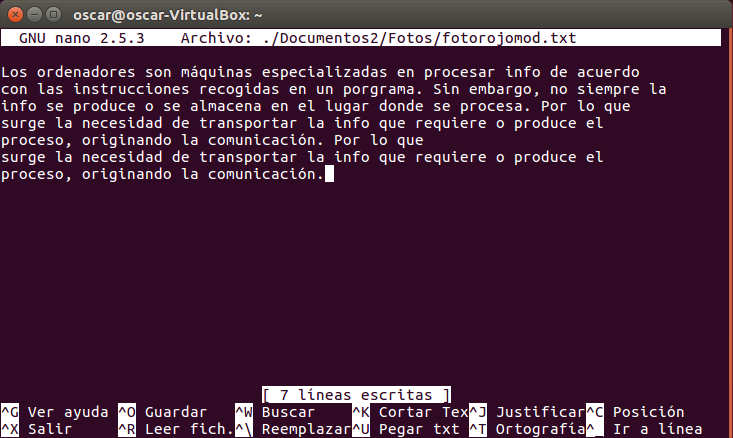 oscar@oscar-VirtualBox: ~
GNU nano 2.5.3 Archivo: ./Documentos2/Fotos/fotorojomod.txt
Los ordenadores son máquinas especializadas en procesar info de acuerdo
con las instrucciones recogidas en un porgrama. Sin embargo, no siempre la
info se produce o se almacena en el lugar donde se procesa. Por lo que
surge la necesidad de transportar la info que requiere o produce el
proceso, originando la comunicación. Por lo que
surge la necesidad de transportar la info que requiere o produce el
proceso, originando la comunicación.
[ 7 líneas escritas ]
^G Ver ayuda ^O Guardar ^W Buscar ^K Cortar Tex^J Justificar^C Posición
^X Salir ^R Leer fich.^\ Reemplazar^U Pegar txt ^T Ortografía^_ Ir a línea